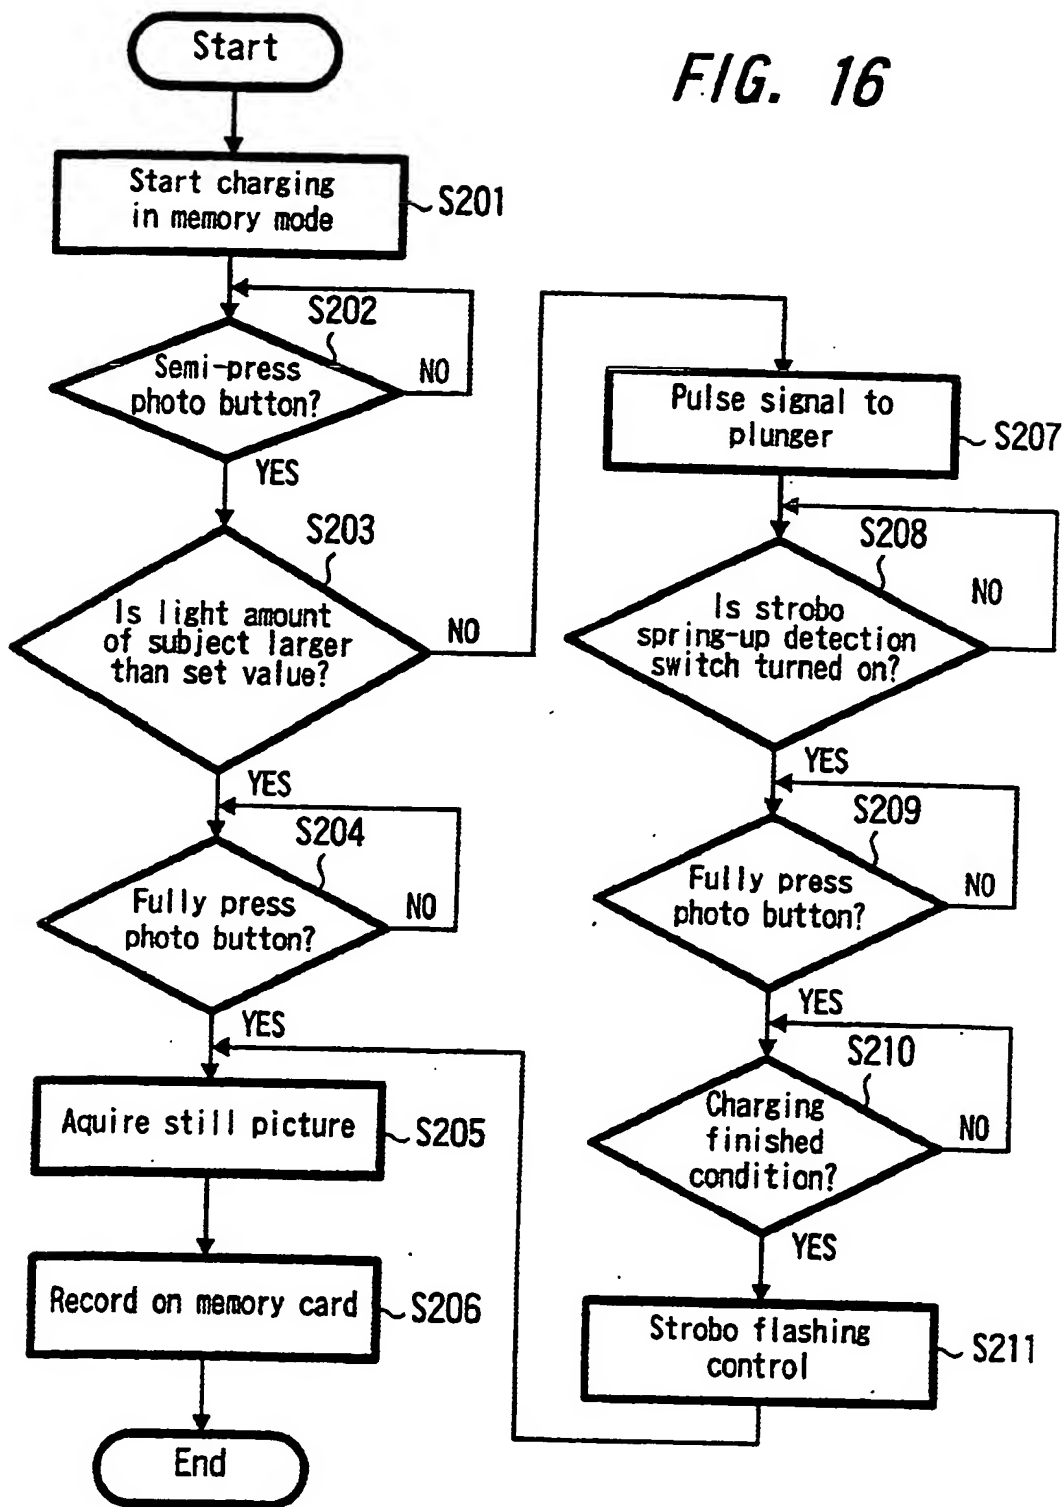 FIG. 16
Start
Start charging
in memory mode
S201
S202
Semi-press
photo button?
NO
YES
S203
Is light amount
of subject larger
than set value?
NO
YES
S204
Fully press
photo button?
NO
YES
Aquire still picture
S205
Record on memory card
S206
End
Pulse signal to
plunger
S207
S208
Is strobo
spring-up detection
switch turned on?
NO
YES
S209
Fully press
photo button?
NO
YES
S210
Charging
finished
condition?
NO
YES
Strobo flashing
control
S211